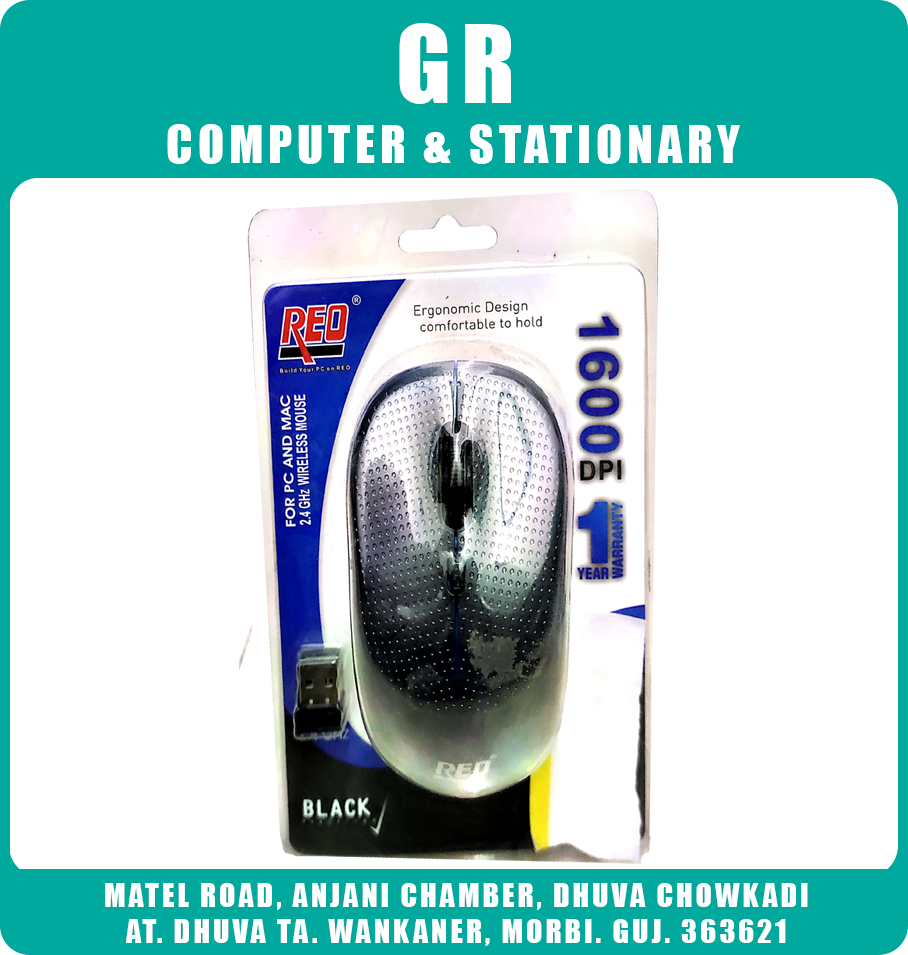 GR
COMPUTER & STATIONARY
REO®
Build Your PC on REO
Ergonomic Design
comfortable to hold
FOR PC AND MAC
2.4 GHz WIRELESS MOUSE
1600
DPI
1
YEAR
WARRANTY
REO
BLACK
MATEL ROAD, ANJANI CHAMBER, DHUVA CHOWKADI
AT. DHUVA TA. WANKANER, MORBI. GUJ. 363621